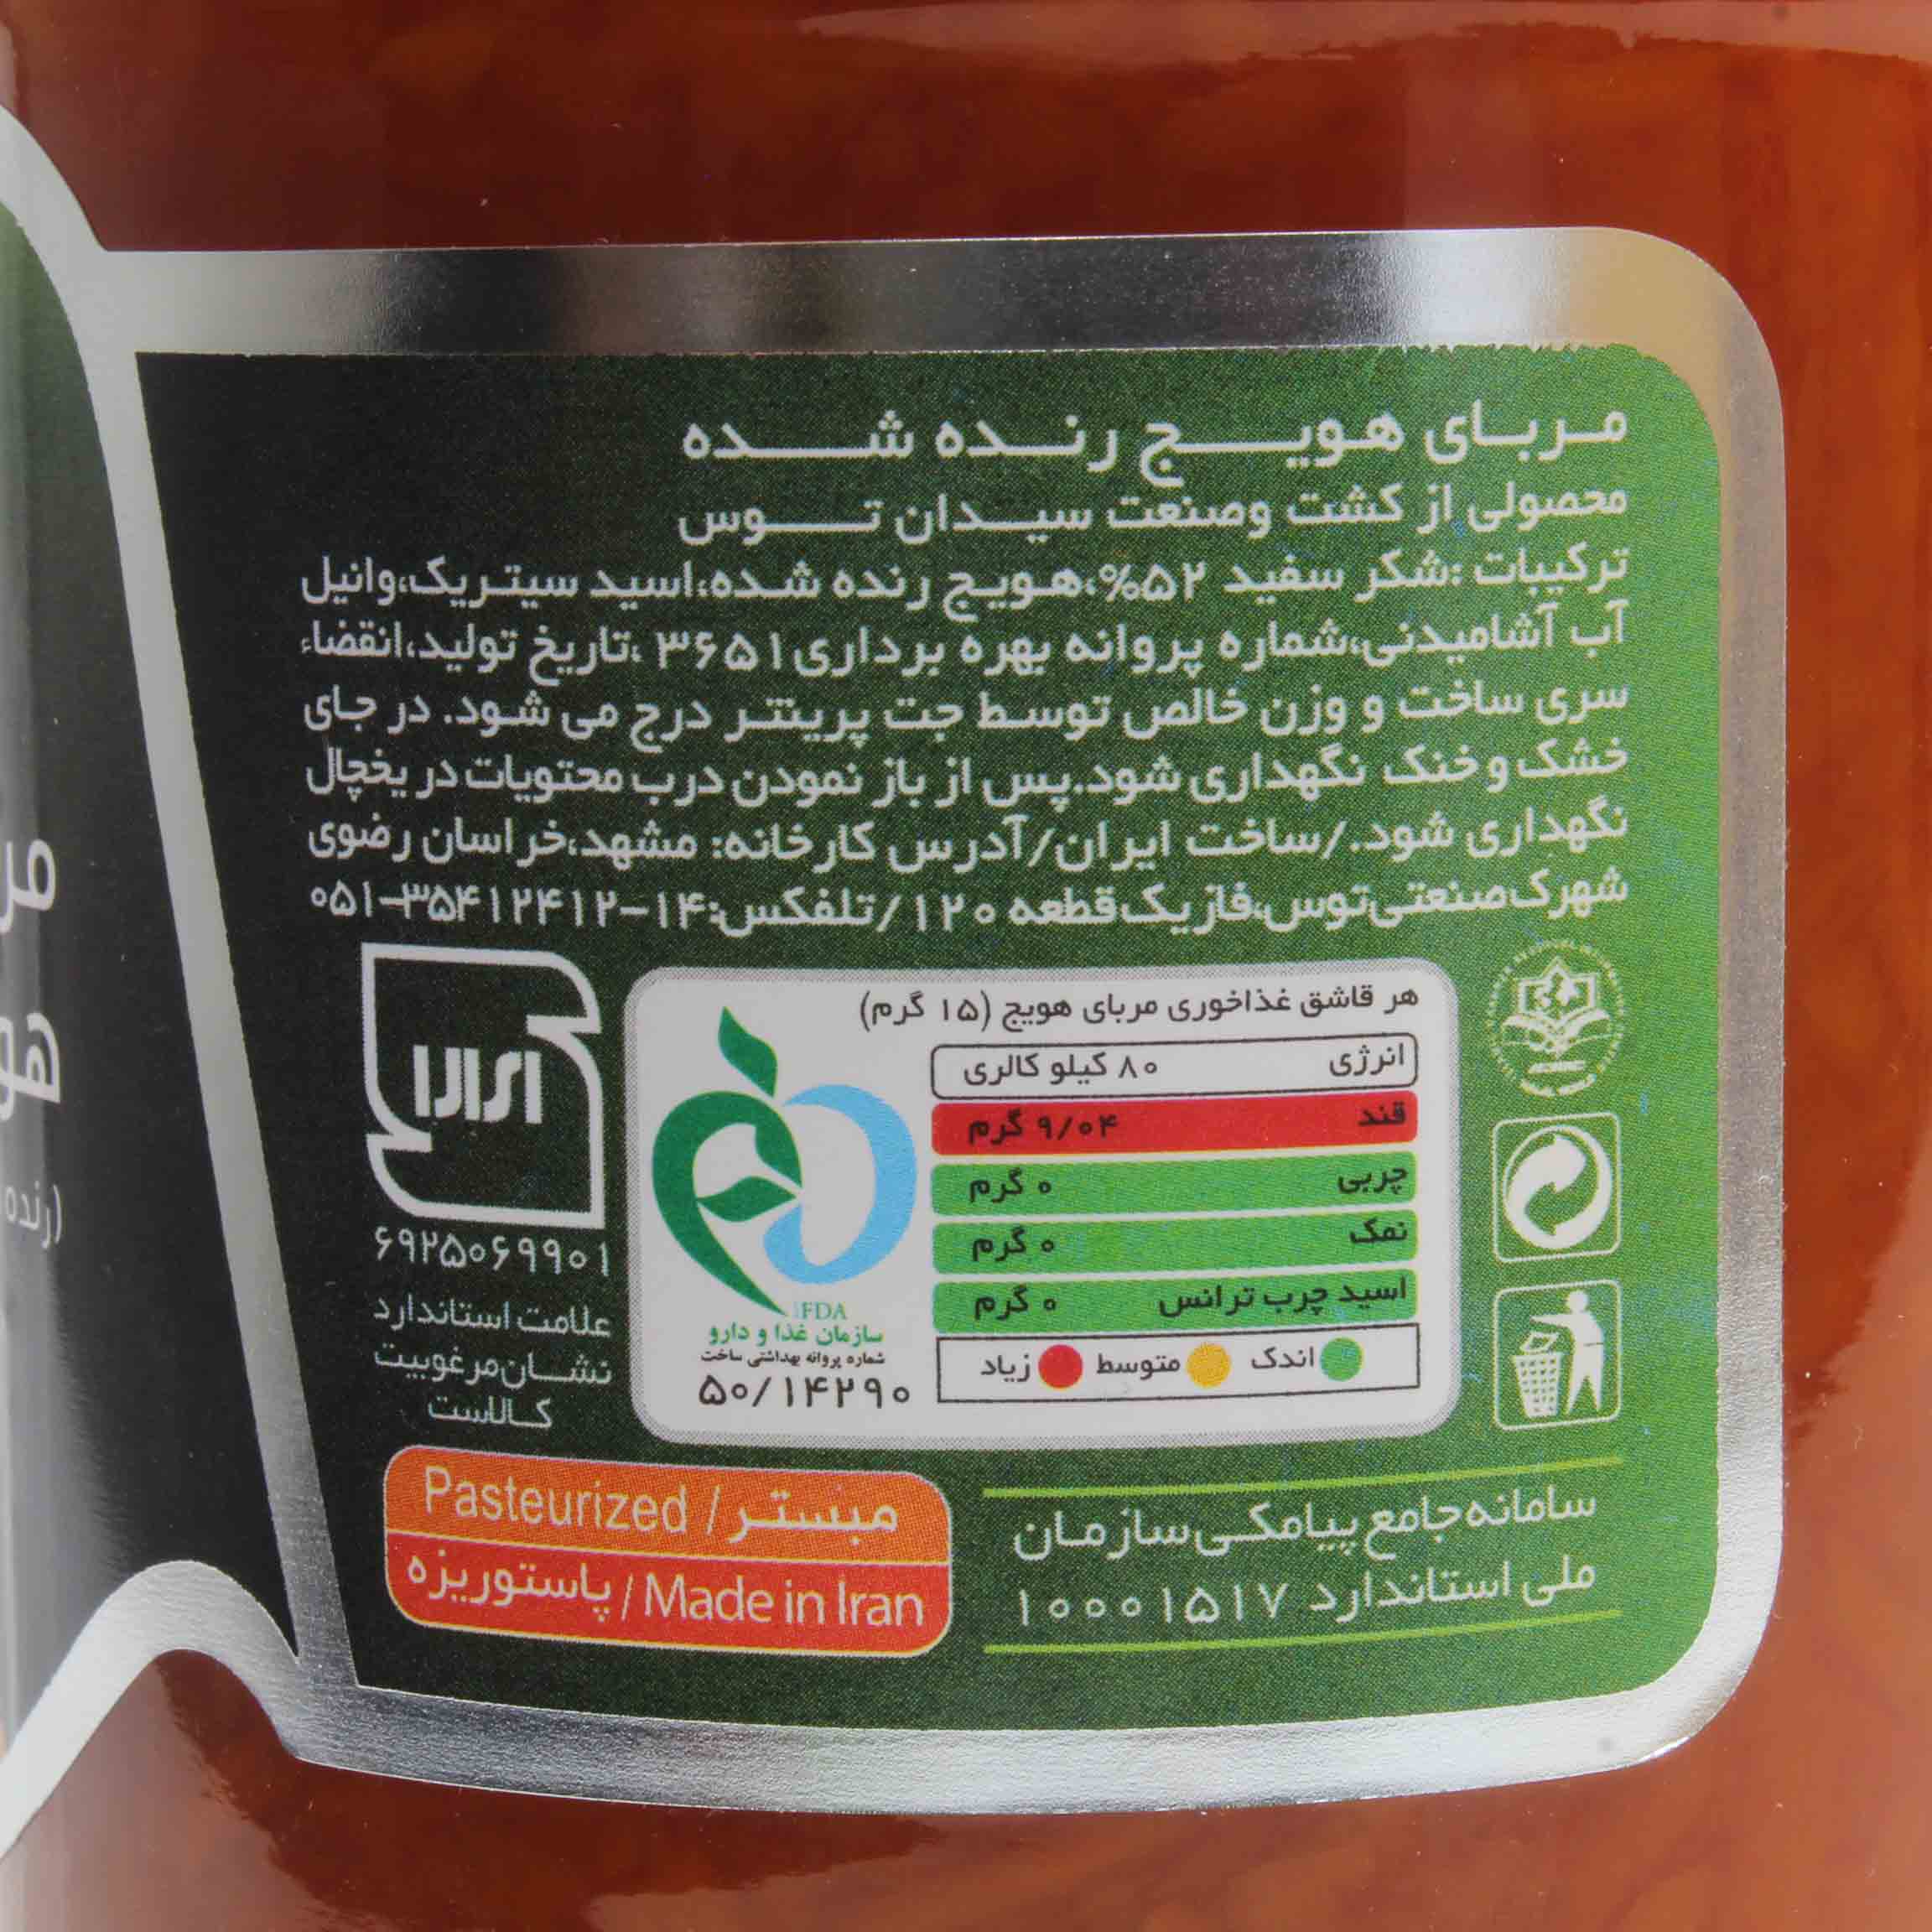 مربای هویج رنده شده
محصولی از کشت وصنعت سیدان توس
ترکیبات :شکر سفید ۵۲%،هویج رنده شده،اسید سیتریک،وانیل
آب آشامیدنی،شماره پروانه بهره برداری ۳۶۵۱ ،تاریخ تولید،انقضاء
سری ساخت و وزن خالص توسط جت پرینتر درج می شود. در جای
خشک و خنک نگهداری شود.پس از باز نمودن درب محتویات در یخچال
نگهداری شود./ساخت ایران/آدرس کارخانه: مشهد،خراسان رضوی
شهرک صنعتی توس،فاز یک قطعه ۱۲۰ /تلفکس:۱۴-۳۵۴۱۲۴۱۲-۰۵۱
هر قاشق غذاخوری مربای هویج (۱۵ گرم)
انرژی ۸۰ کیلو کالری
قند ۹/۰۴ گرم
چربی ۰ گرم
نمک ۰ گرم
اسید چرب ترانس ۰ گرم
اندک متوسط زیاد
IFDA
سازمان غذا و دارو
شماره پروانه بهداشتی ساخت
۵۰/۱۴۲۹۰
۶۹۲۵۰۶۹۹۰۱
علامت استاندارد
نشان مرغوبیت
کالاست
سامانه جامع پیامکی سازمان
ملی استاندارد ۱۰۰۰۱۵۱۷
مبستر / Pasteurized
پاستوریزه / Made in Iran
(رنده